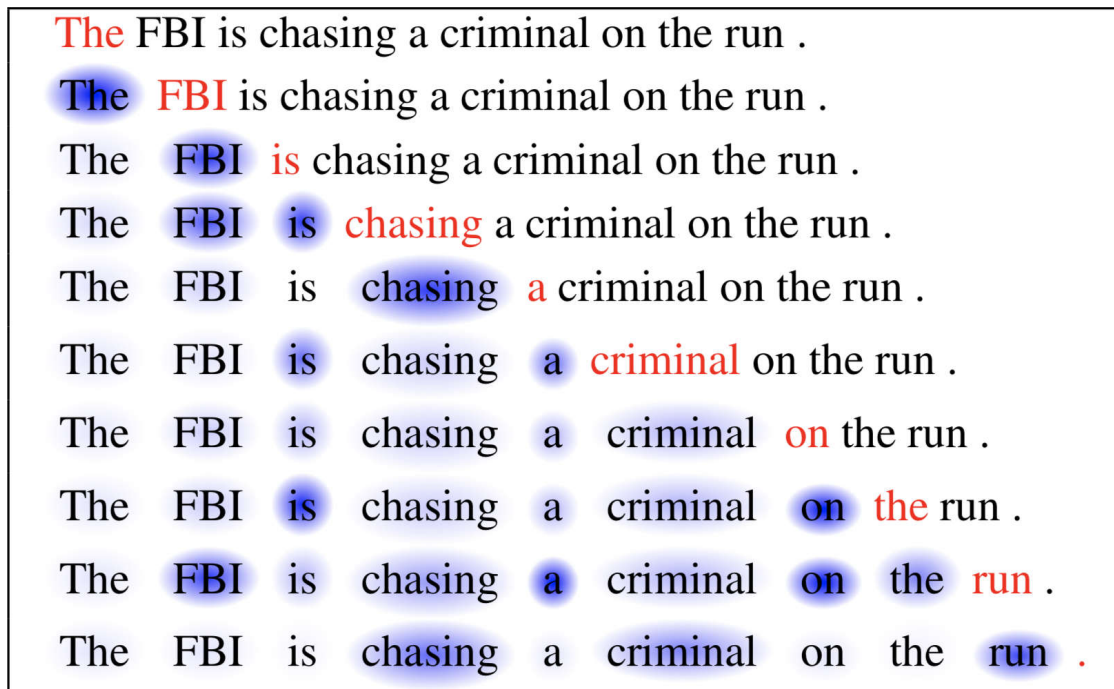 The FBI is chasing a criminal on the run .
The FBI is chasing a criminal on the run .
The FBI is chasing a criminal on the run .
The FBI is chasing a criminal on the run .
The FBI is chasing a criminal on the run .
The FBI is chasing a criminal on the run .
The FBI is chasing a criminal on the run .
The FBI is chasing a criminal on the run .
The FBI is chasing a criminal on the run .
The FBI is chasing a criminal on the run .